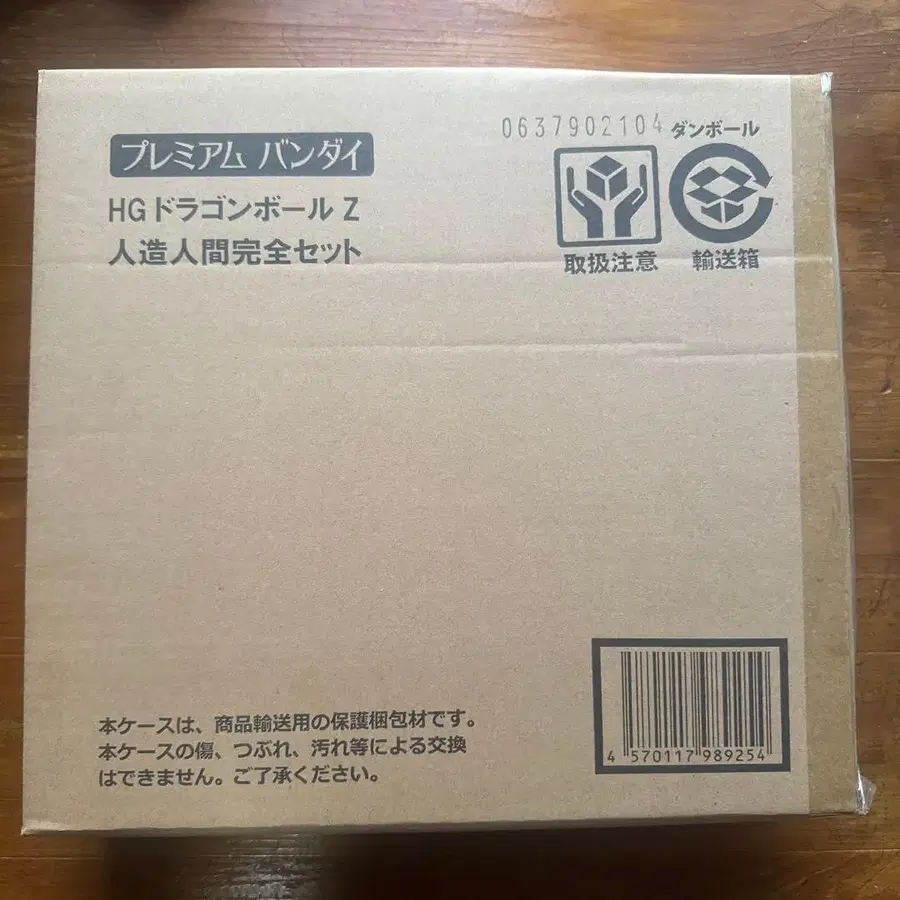 プレミアム バンダイ
HGドラゴンボールZ
人造人間完全セット
0637902104
ダンボール
取扱注意
輸送箱
本ケースは、商品輸送用の保護梱包材です。
本ケースの傷、つぶれ、汚れ等による交換
はできません。ご了承ください。
4 570117 989254